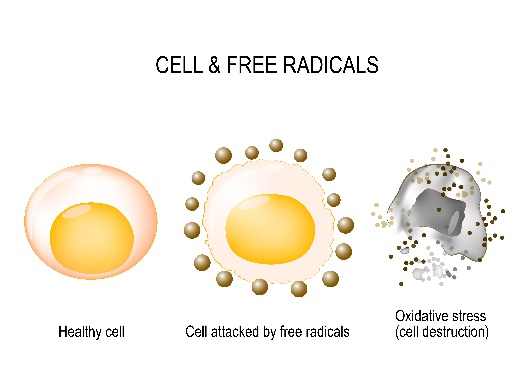 CELL & FREE RADICALS
Healthy cell
Cell attacked by free radicals
Oxidative stress
(cell destruction)